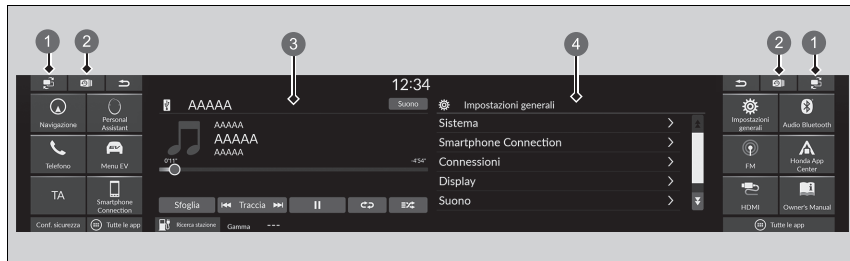 1 2 3 4 2 1
12:34
Navigazione
Personal Assistant
Telefono
Menu EV
TA
Smartphone Connection
Conf. sicurezza
Tutte le app
AAAAA
Suono
AAAAA
AAAAA
AAAAA
0'11"
-4'54"
Sfoglia
Traccia
Ricerca stazione
Gamma ---
Impostazioni generali
Sistema
Smartphone Connection
Connessioni
Display
Suono
Impostazioni generali
Audio Bluetooth
FM
Honda App Center
HDMI
Owner's Manual
Tutte le app